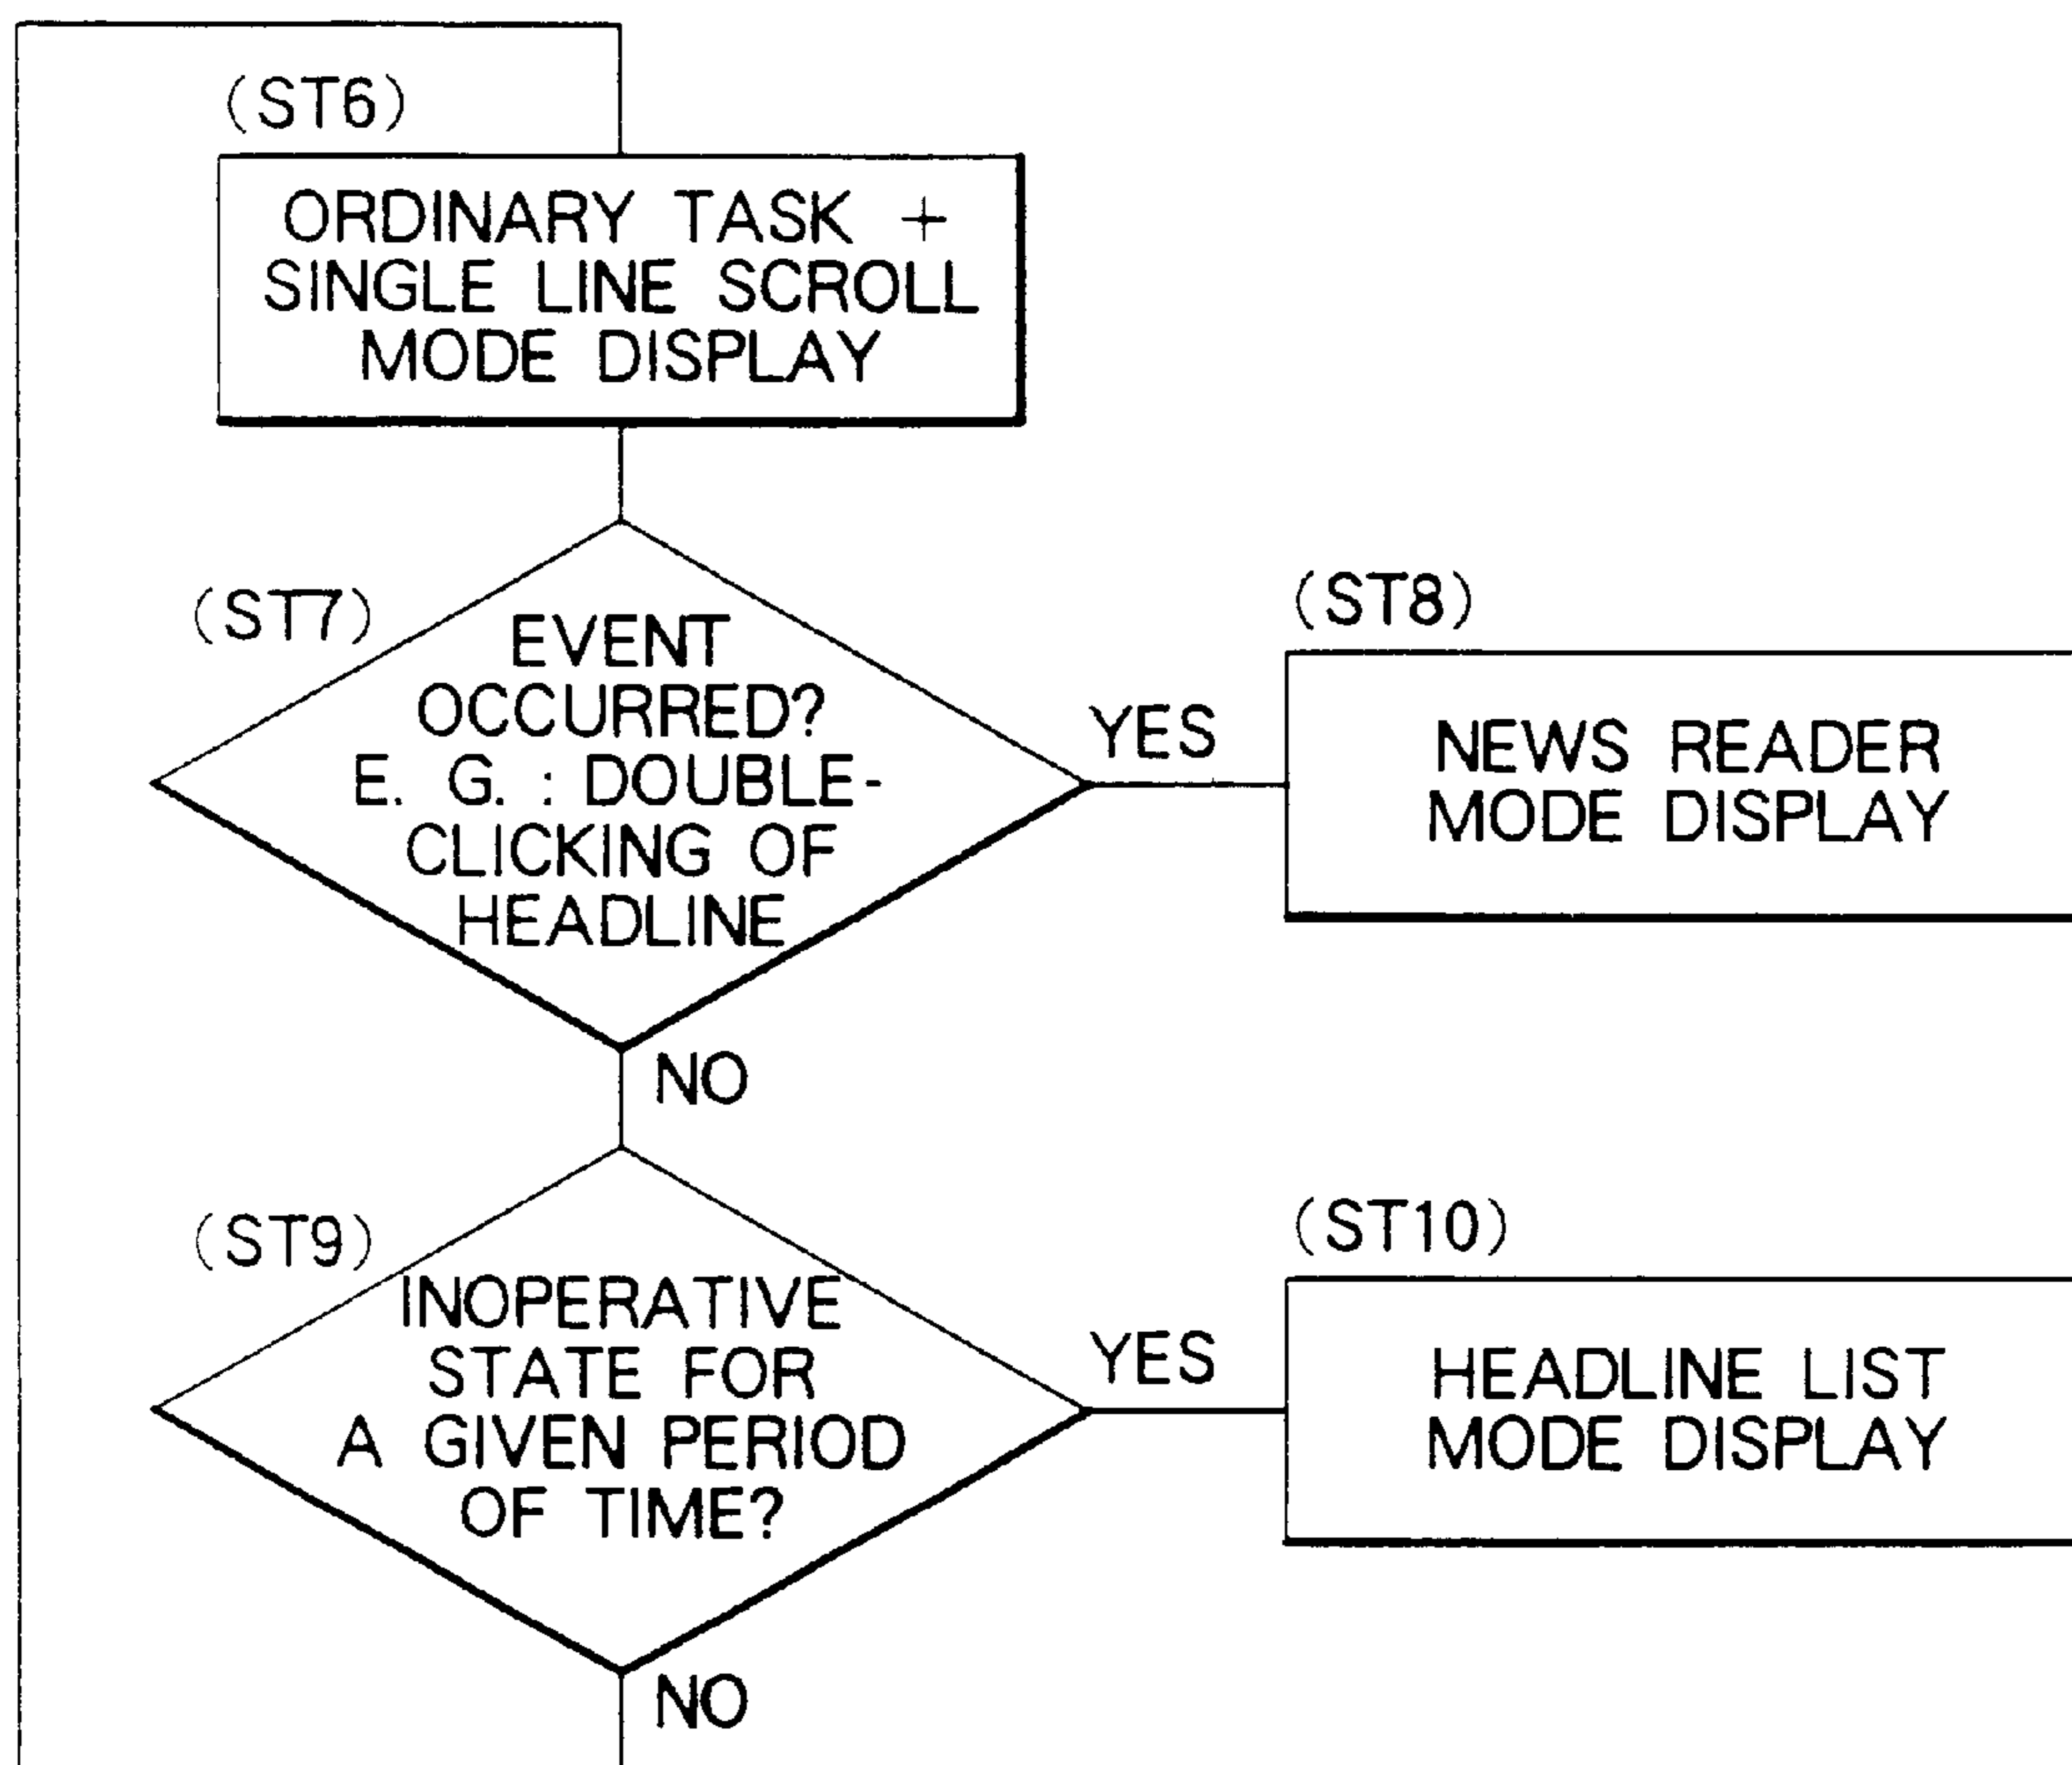 (ST6)
ORDINARY TASK +
SINGLE LINE SCROLL
MODE DISPLAY
(ST7)
EVENT
OCCURRED?
E. G. : DOUBLE-
CLICKING OF
HEADLINE
YES
(ST8)
NEWS READER
MODE DISPLAY
NO
(ST9)
INOPERATIVE
STATE FOR
A GIVEN PERIOD
OF TIME?
YES
(ST10)
HEADLINE LIST
MODE DISPLAY
NO